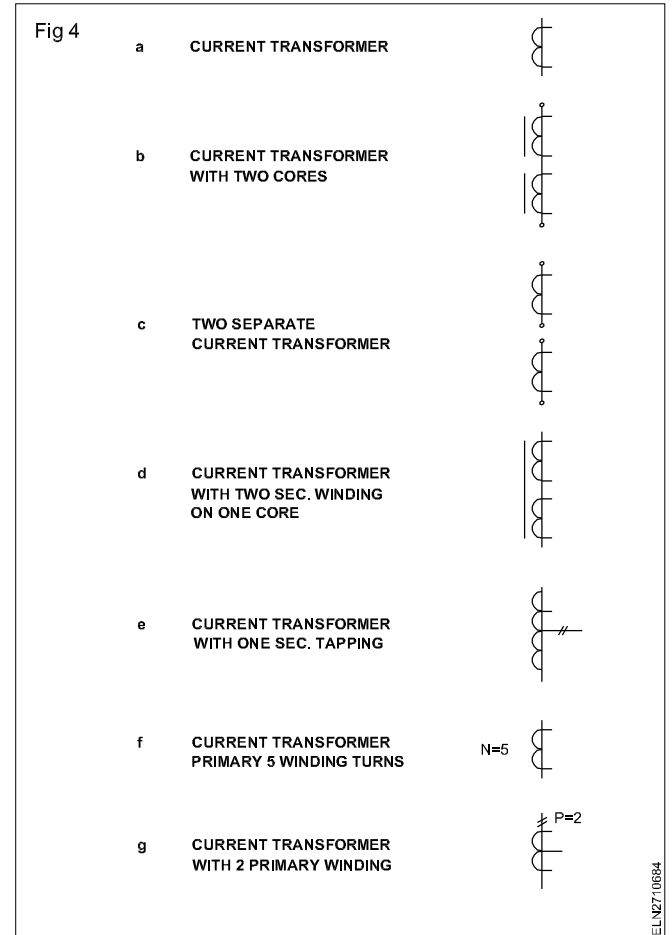 Fig 4
a CURRENT TRANSFORMER
b CURRENT TRANSFORMER
WITH TWO CORES
c TWO SEPARATE
CURRENT TRANSFORMER
d CURRENT TRANSFORMER
WITH TWO SEC. WINDING
ON ONE CORE
e CURRENT TRANSFORMER
WITH ONE SEC. TAPPING
f CURRENT TRANSFORMER N=5
PRIMARY 5 WINDING TURNS
P=2
g CURRENT TRANSFORMER
WITH 2 PRIMARY WINDING
ELN2710684